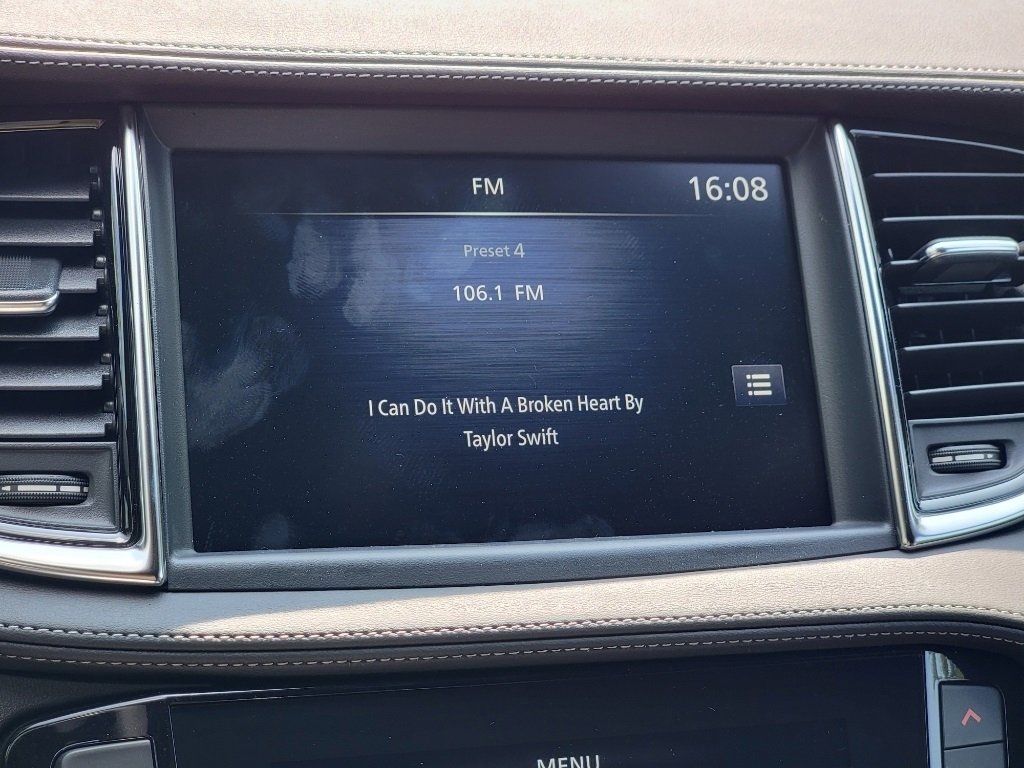 FM 16:08
Preset 4
106.1 FM
I Can Do It With A Broken Heart By
Taylor Swift
MENU